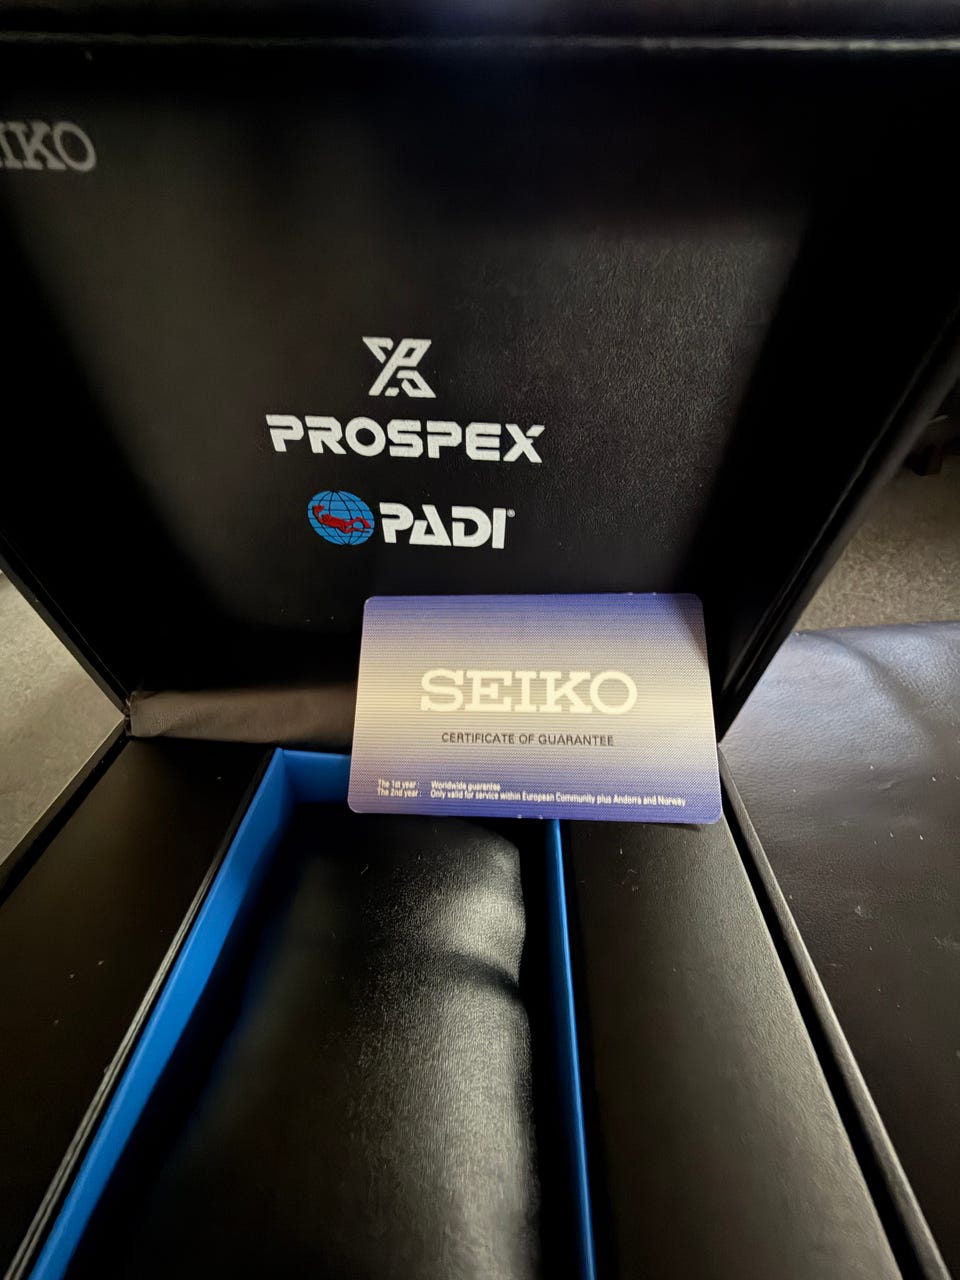 IKO
PROSPEX
PADI®
SEIKO
CERTIFICATE OF GUARANTEE
The 1st year : Worldwide guarantee
The 2nd year : Only valid for service within European Community plus Andorra and Norway